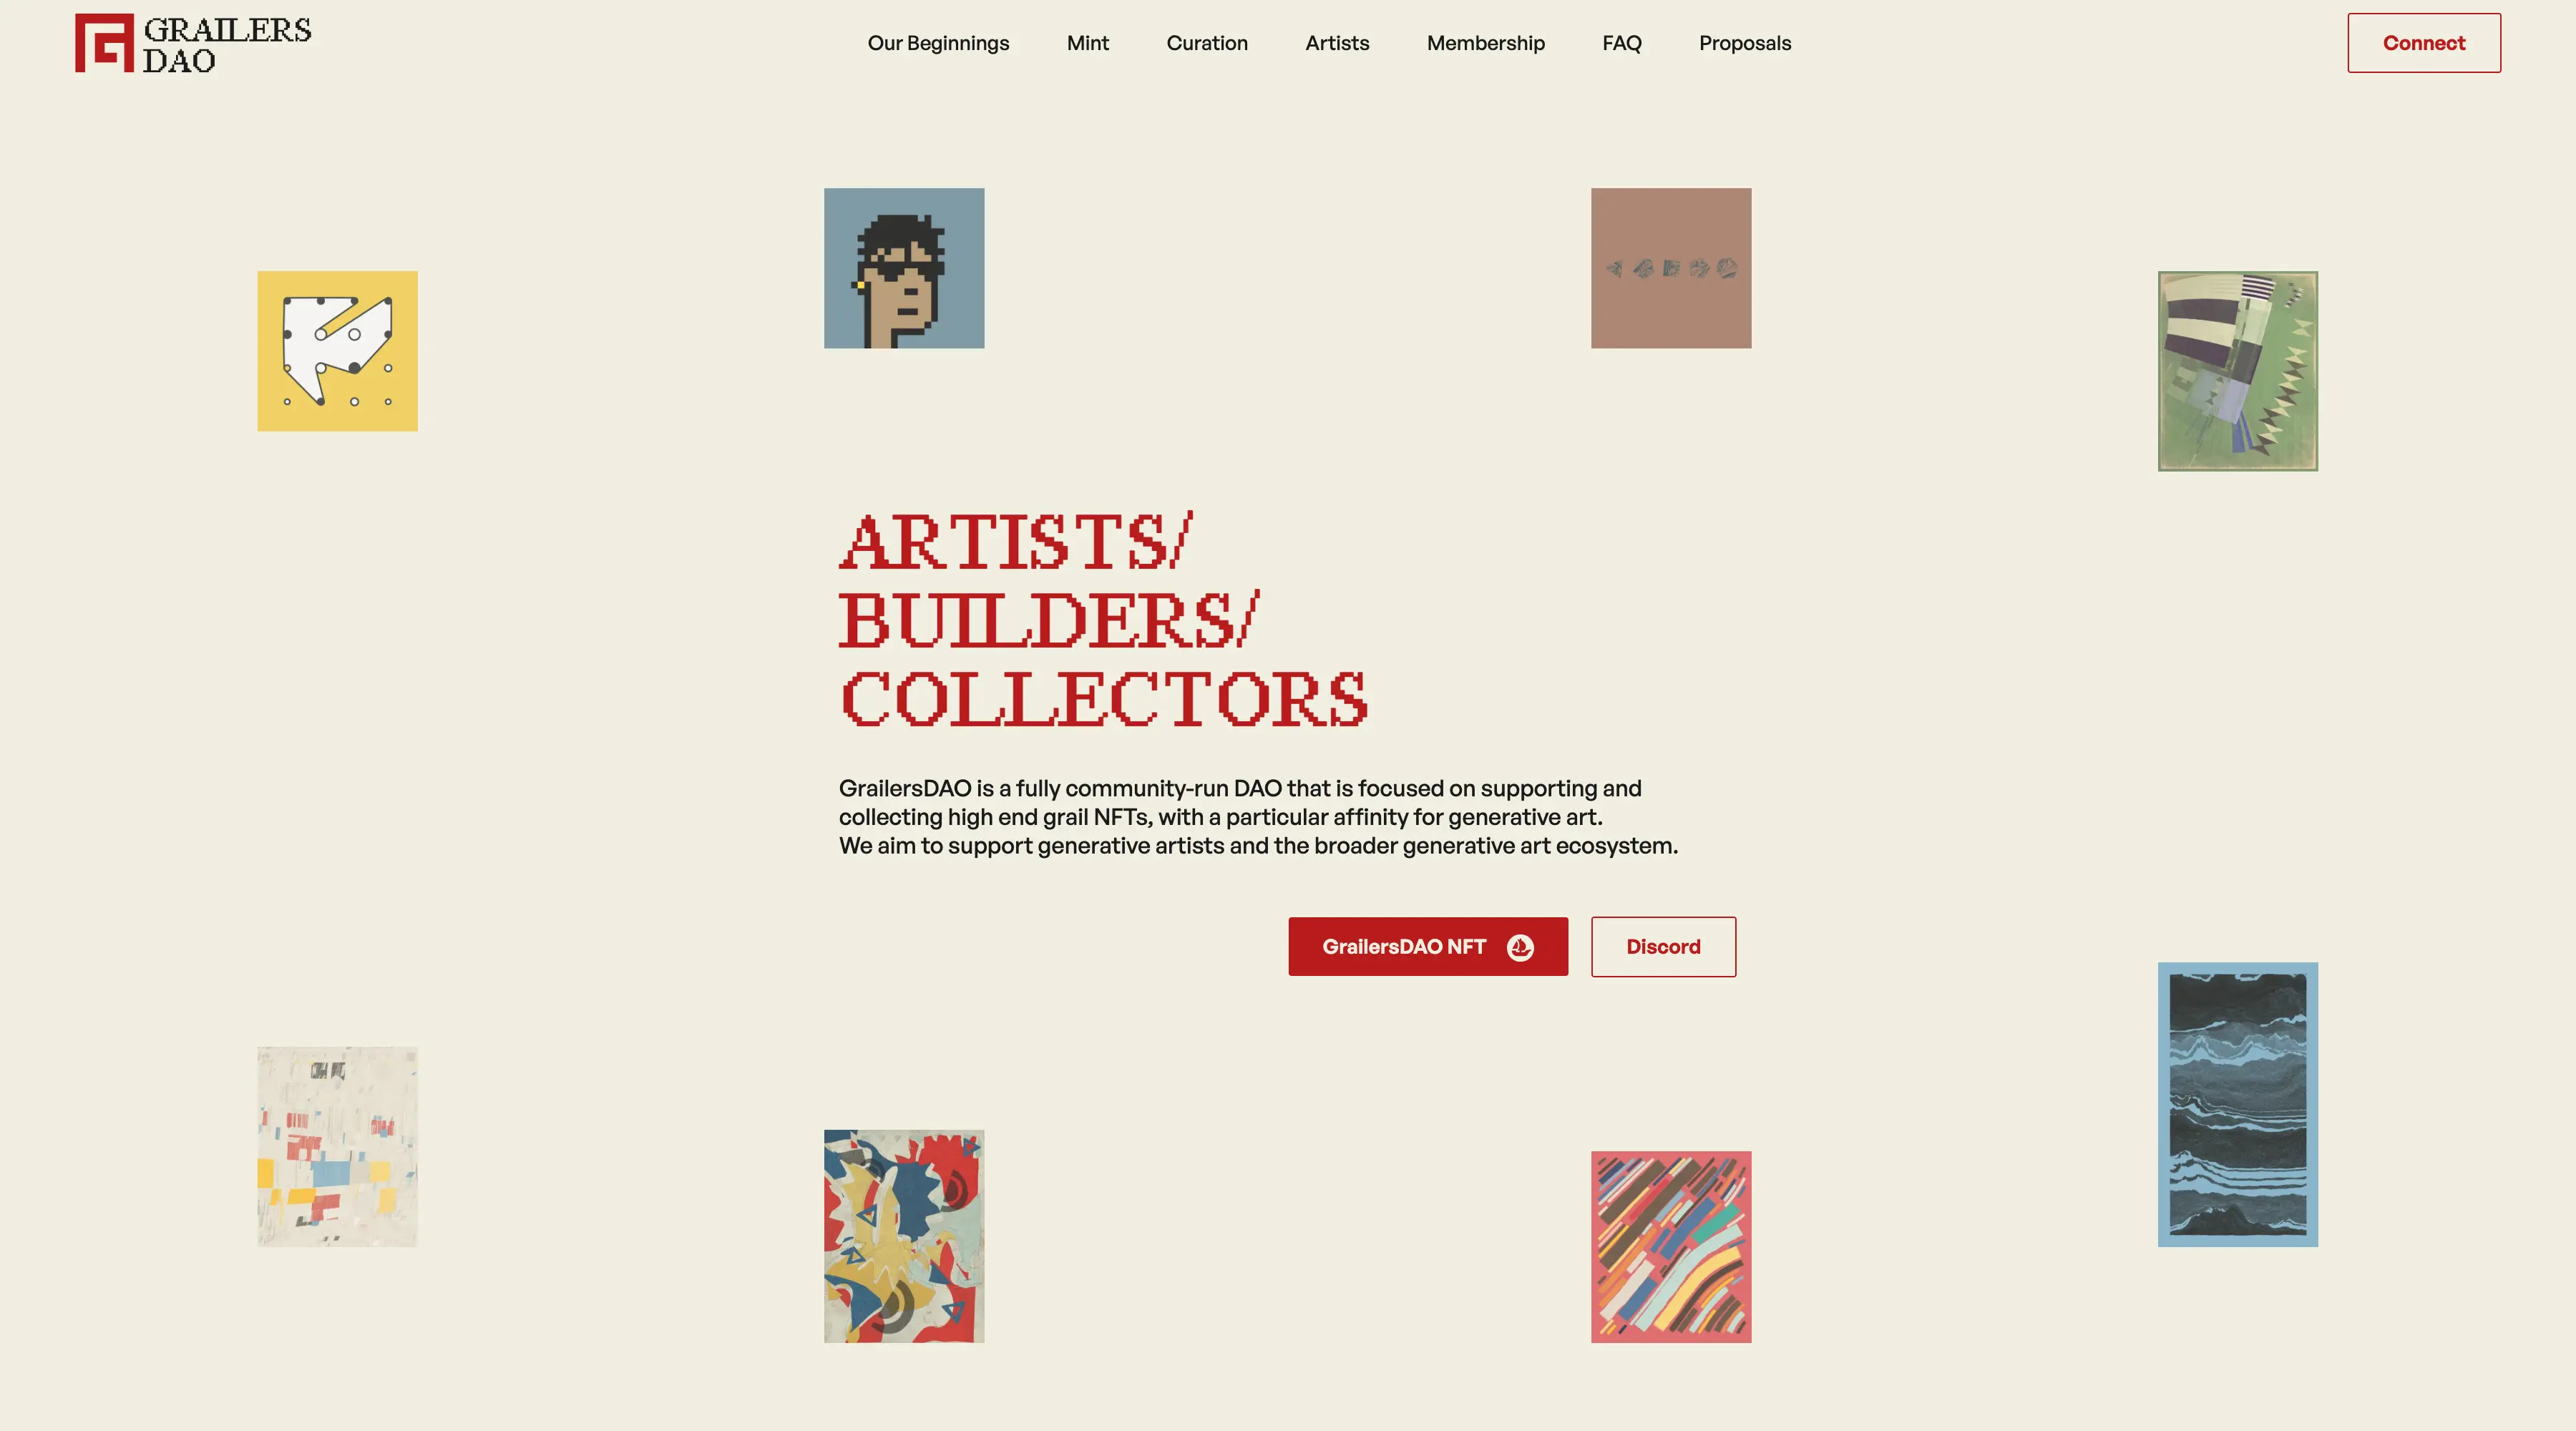 GRAILERS
DAO
Our Beginnings
Mint
Curation
Artists
Membership
FAQ
Proposals
Connect
ARTISTS/
BUILDERS/
COLLECTORS
GrailersDAO is a fully community-run DAO that is focused on supporting and
collecting high end grail NFTs, with a particular affinity for generative art.
We aim to support generative artists and the broader generative art ecosystem.
GrailersDAO NFT
Discord